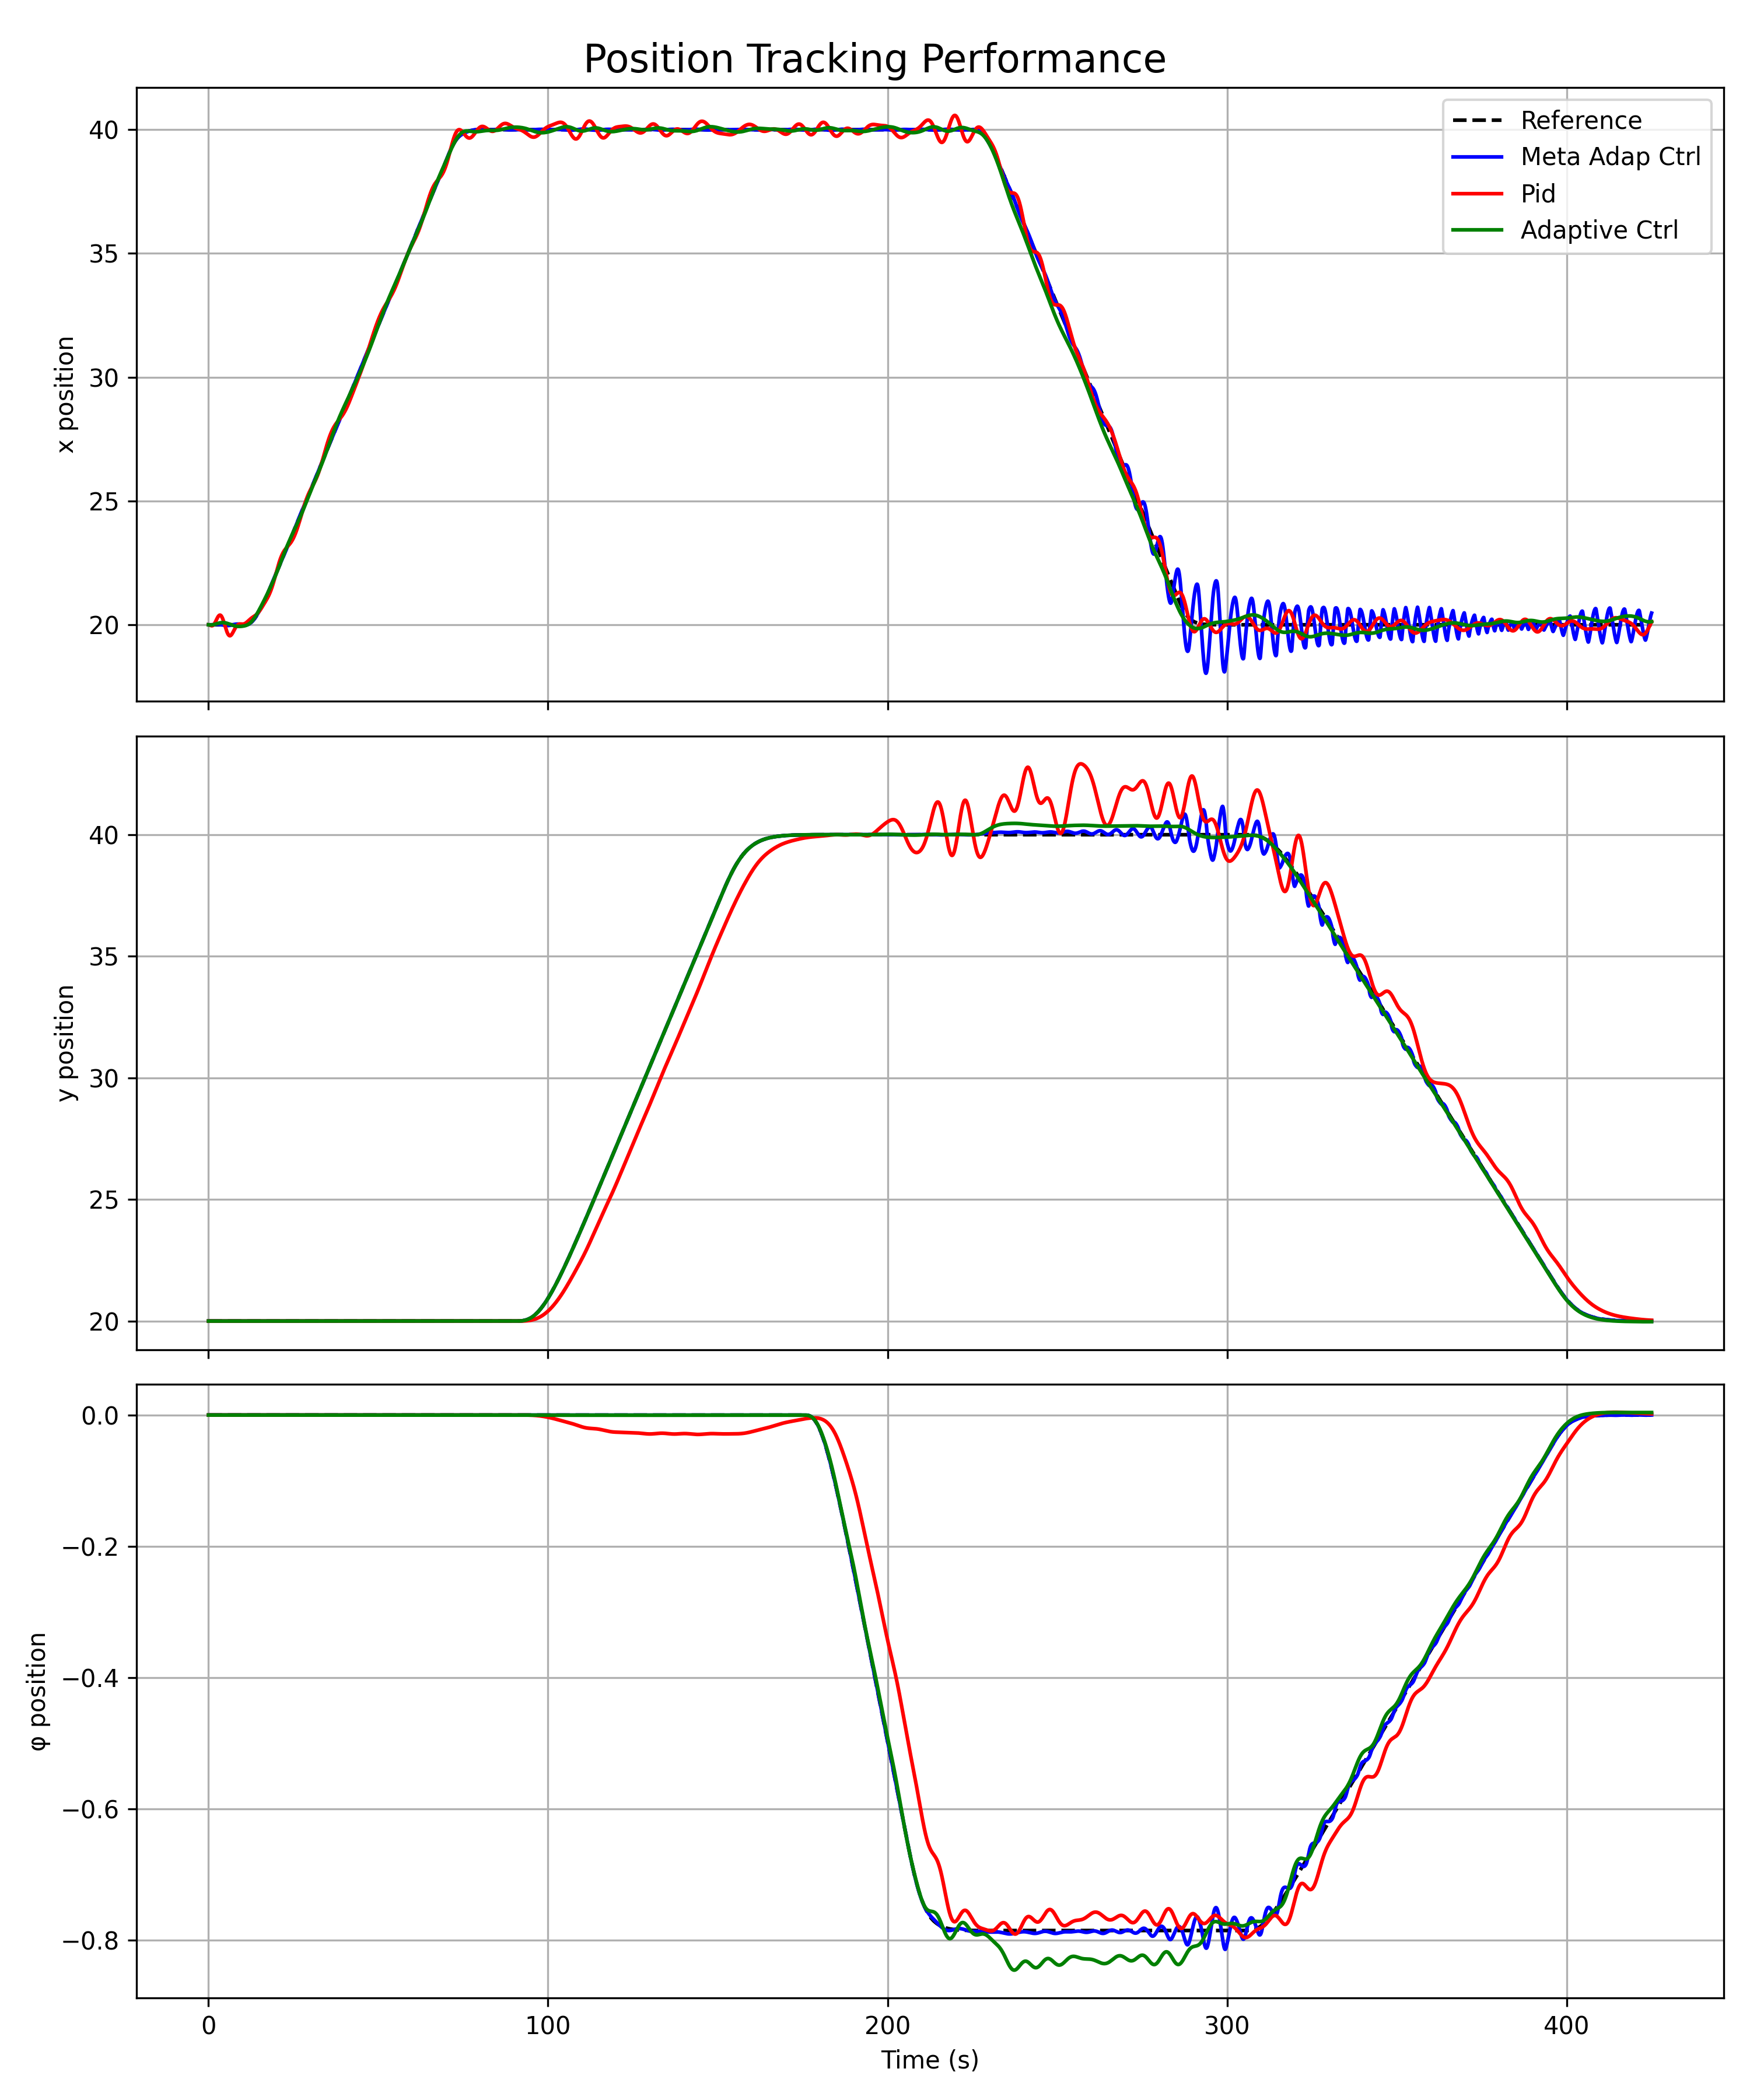 Position Tracking Performance
40
35
30
25
20
x position
Reference
Meta Adap Ctrl
Pid
Adaptive Ctrl
40
35
30
25
20
y position
0.0
−0.2
−0.4
−0.6
−0.8
φ position
0 100 200 300 400
Time (s)